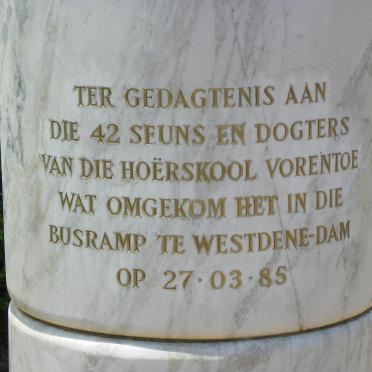 TER GEDAGTENIS AAN
DIE 42 SEUNS EN DOGTERS
VAN DIE HOËRSKOOL VORENTOE
WAT OMGEKOM HET IN DIE
BUSRAMP TE WESTDENE-DAM
OP 27·03·85